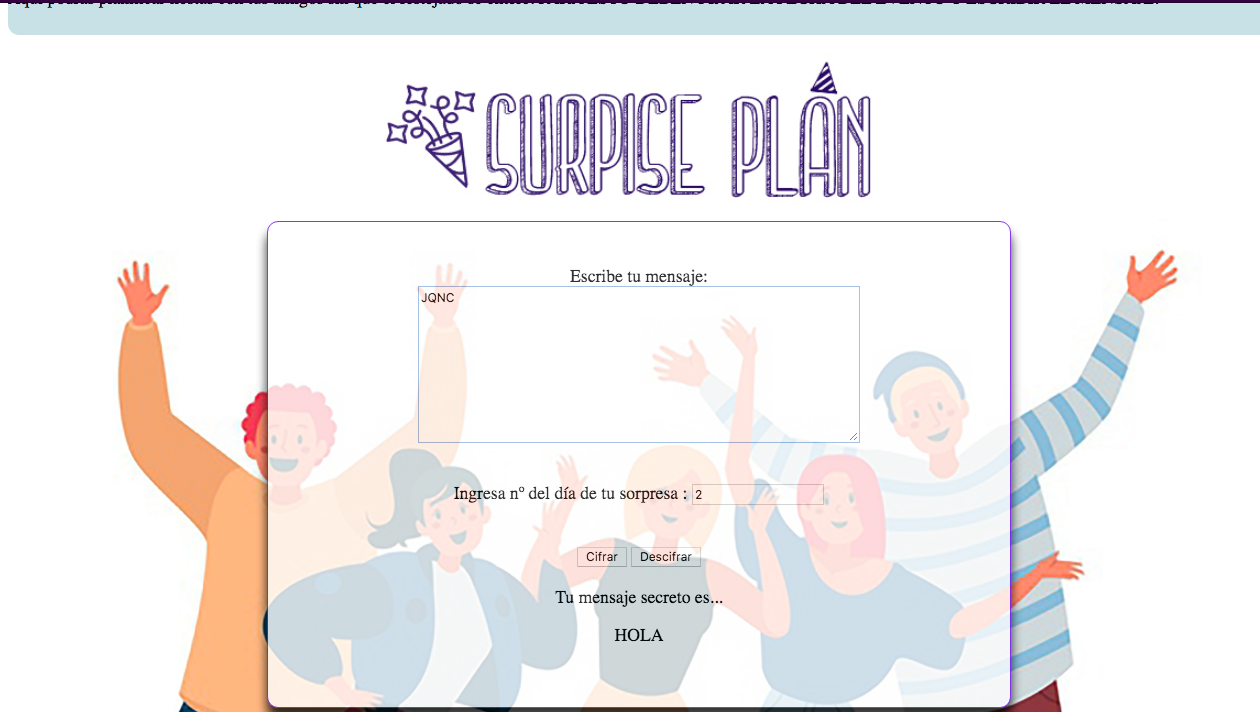 SURPISE PLAN
Escribe tu mensaje:
JQNC
Ingresa nº del día de tu sorpresa : 2
Cifrar Descifrar
Tu mensaje secreto es...
HOLA